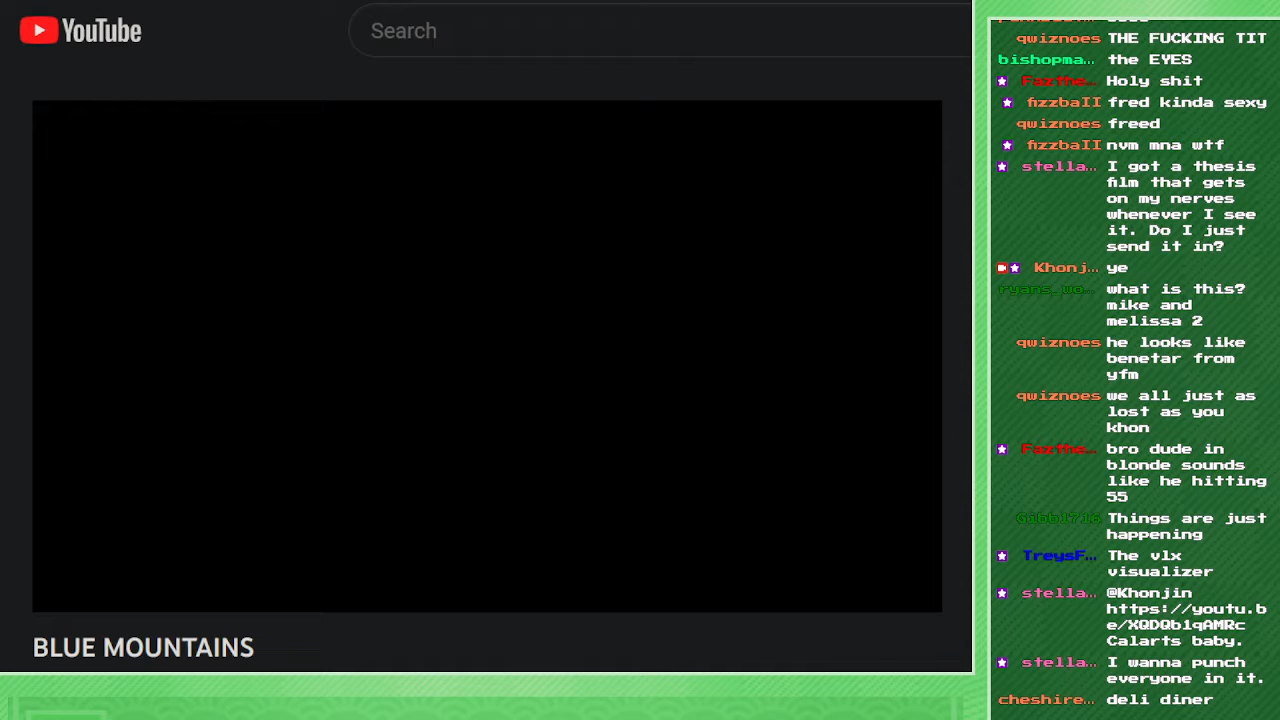 YouTube
Search
BLUE MOUNTAINS
qwiznoes THE FUCKING TIT
bishopma... the EYES
Holy shit
fizzbaII fred kinda sexy
qwiznoes freed
fizzbaII nvm mna wtf
stella... I got a thesis
film that gets
on my nerves
whenever I see
it. Do I just
send it in?
Khonj... ye
ryans_wo... what is this?
mike and
melissa 2
qwiznoes he looks like
benetar from
yfm
qwiznoes we all just as
lost as you
khon
bro dude in
blonde sounds
like he hitting
55
Things are just
happening
TreysF... The vlx
visualizer
stella... @Khonjin
https://youtu.b
e/XQDQb1qAMRc
Calarts baby.
stella... I wanna punch
everyone in it.
cheshire... deli diner